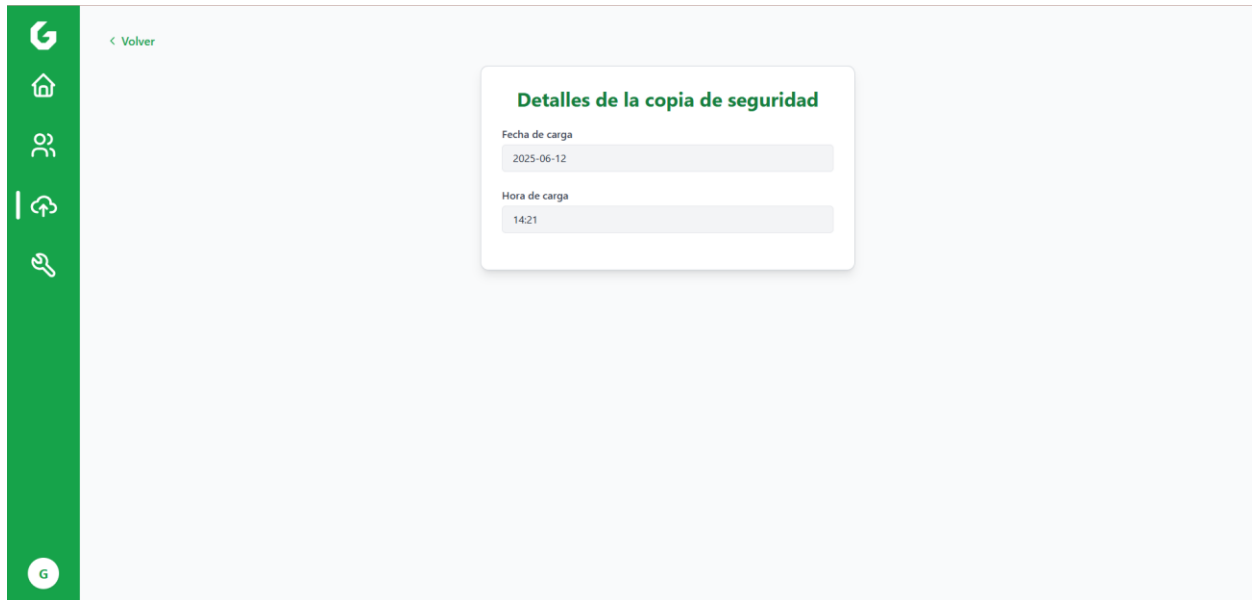 G
< Volver
Detalles de la copia de seguridad
Fecha de carga
2025-06-12
Hora de carga
14:21
G